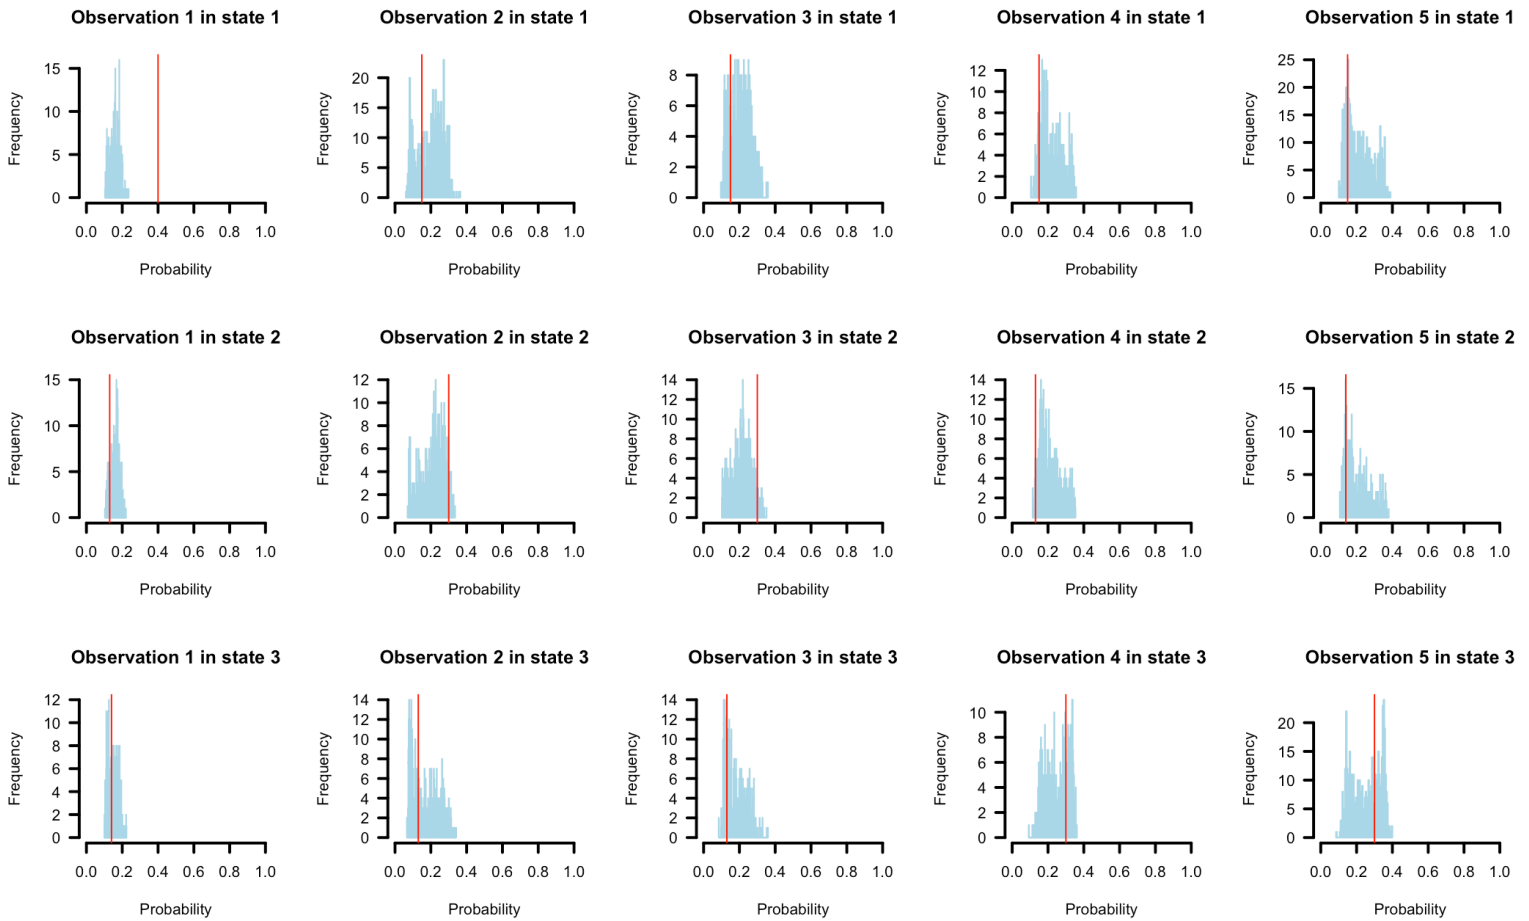 Observation 1 in state 1
Observation 2 in state 1
Observation 3 in state 1
Observation 4 in state 1
Observation 5 in state 1
Frequency
15
10
5
0
0.0 0.2 0.4 0.6 0.8 1.0
Probability
Frequency
20
15
10
5
0
0.0 0.2 0.4 0.6 0.8 1.0
Probability
Frequency
8
6
4
2
0
0.0 0.2 0.4 0.6 0.8 1.0
Probability
Frequency
12
10
8
6
4
2
0
0.0 0.2 0.4 0.6 0.8 1.0
Probability
Frequency
25
20
15
10
5
0
0.0 0.2 0.4 0.6 0.8 1.0
Probability
Observation 1 in state 2
Observation 2 in state 2
Observation 3 in state 2
Observation 4 in state 2
Observation 5 in state 2
Frequency
15
10
5
0
0.0 0.2 0.4 0.6 0.8 1.0
Probability
Frequency
12
10
8
6
4
2
0
0.0 0.2 0.4 0.6 0.8 1.0
Probability
Frequency
14
12
10
8
6
4
2
0
0.0 0.2 0.4 0.6 0.8 1.0
Probability
Frequency
14
12
10
8
6
4
2
0
0.0 0.2 0.4 0.6 0.8 1.0
Probability
Frequency
15
10
5
0
0.0 0.2 0.4 0.6 0.8 1.0
Probability
Observation 1 in state 3
Observation 2 in state 3
Observation 3 in state 3
Observation 4 in state 3
Observation 5 in state 3
Frequency
12
10
8
6
4
2
0
0.0 0.2 0.4 0.6 0.8 1.0
Probability
Frequency
14
12
10
8
6
4
2
0
0.0 0.2 0.4 0.6 0.8 1.0
Probability
Frequency
14
12
10
8
6
4
2
0
0.0 0.2 0.4 0.6 0.8 1.0
Probability
Frequency
10
8
6
4
2
0
0.0 0.2 0.4 0.6 0.8 1.0
Probability
Frequency
20
15
10
5
0
0.0 0.2 0.4 0.6 0.8 1.0
Probability